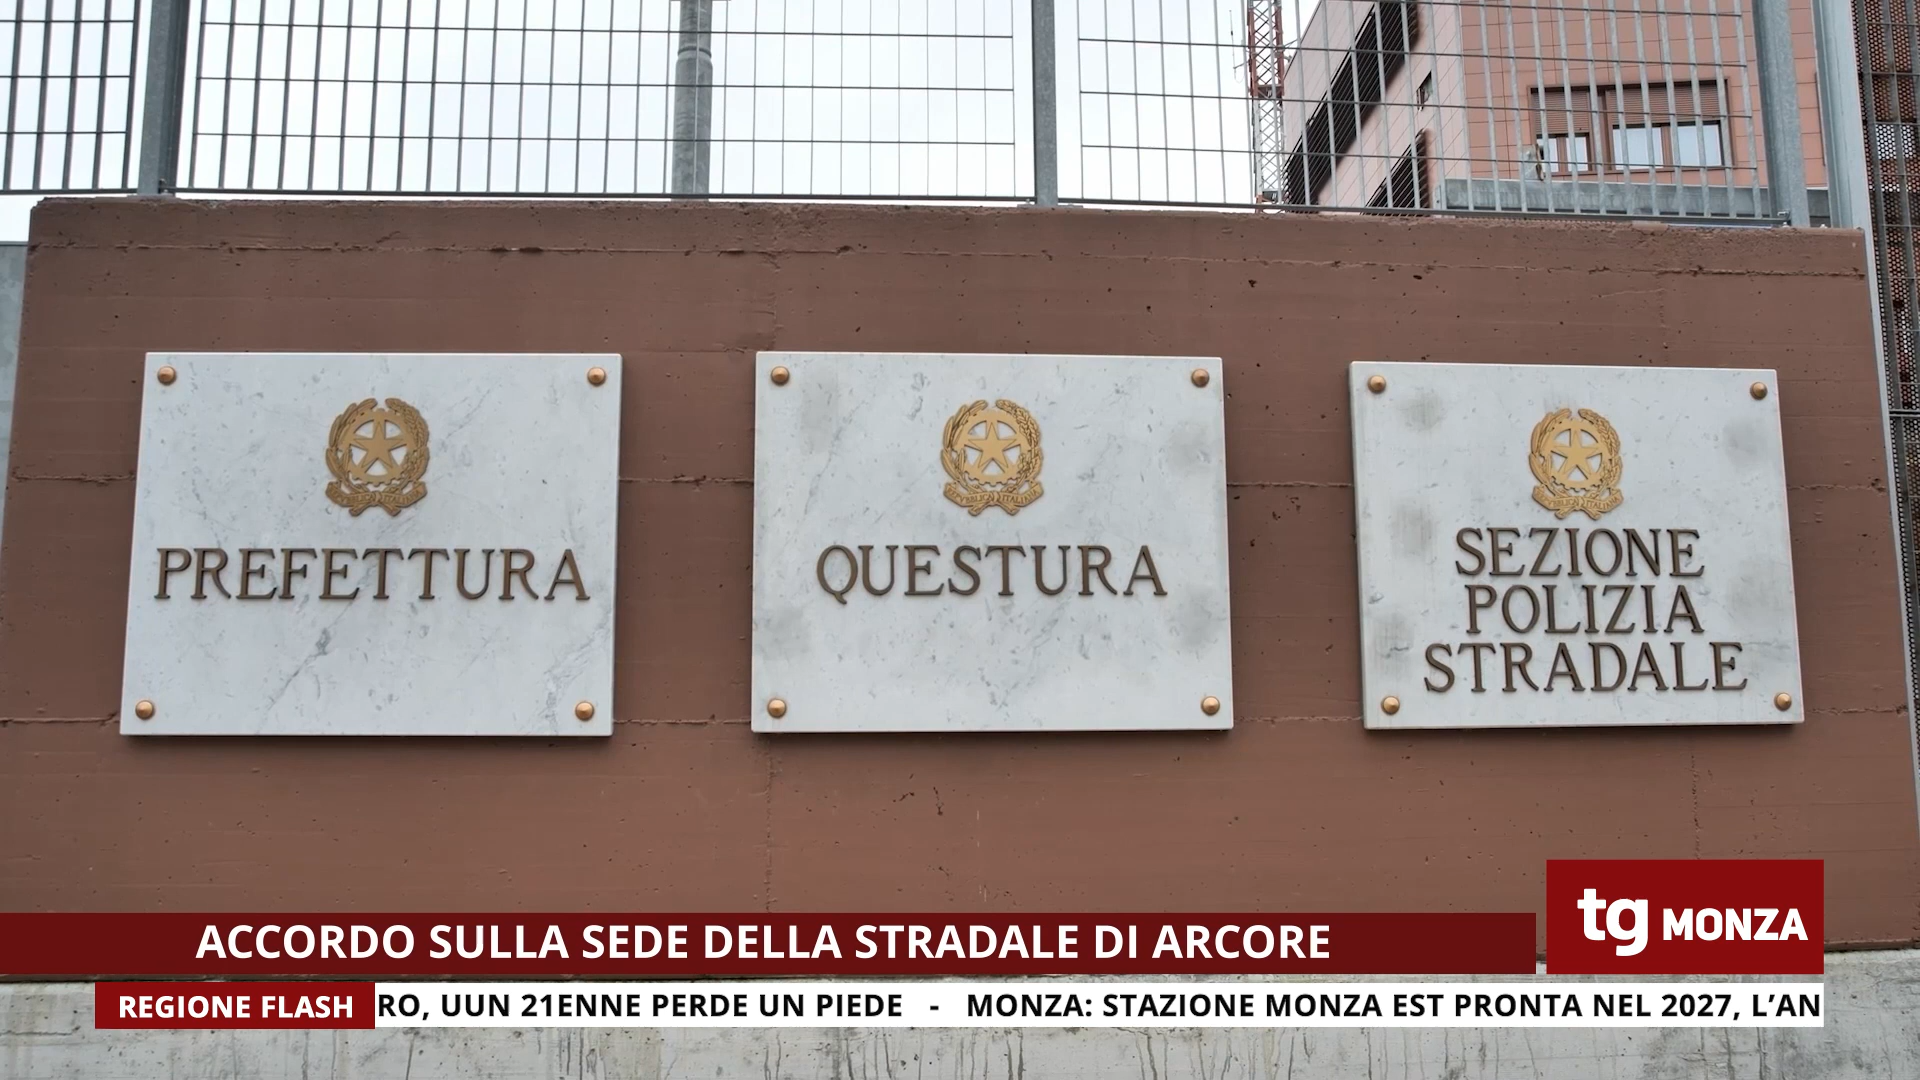 PREFETTURA
QUESTURA
SEZIONE
POLIZIA
STRADALE
ACCORDO SULLA SEDE DELLA STRADALE DI ARCORE
tg MONZA
REGIONE FLASH
RO, UUN 21ENNE PERDE UN PIEDE - MONZA: STAZIONE MONZA EST PRONTA NEL 2027, L'AN